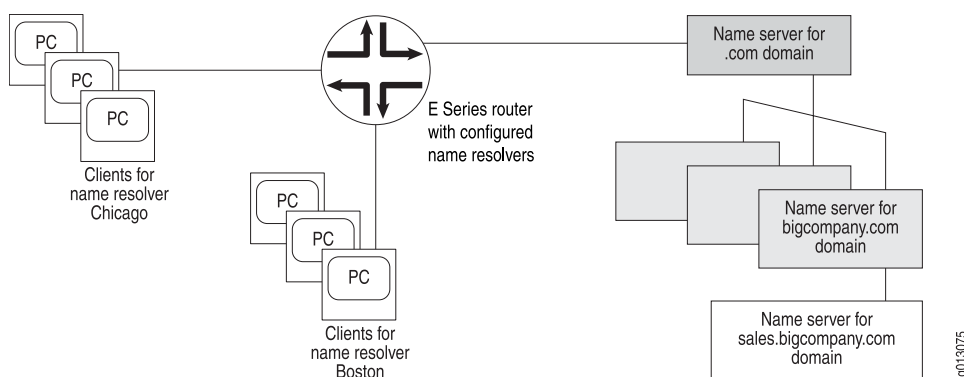 PC
PC
PC
Clients for
name resolver
Chicago
E Series router
with configured
name resolvers
PC
PC
PC
Clients for
name resolver
Boston
Name server for
.com domain
Name server for
bigcompany.com
domain
Name server for
sales.bigcompany.com
domain
g013075